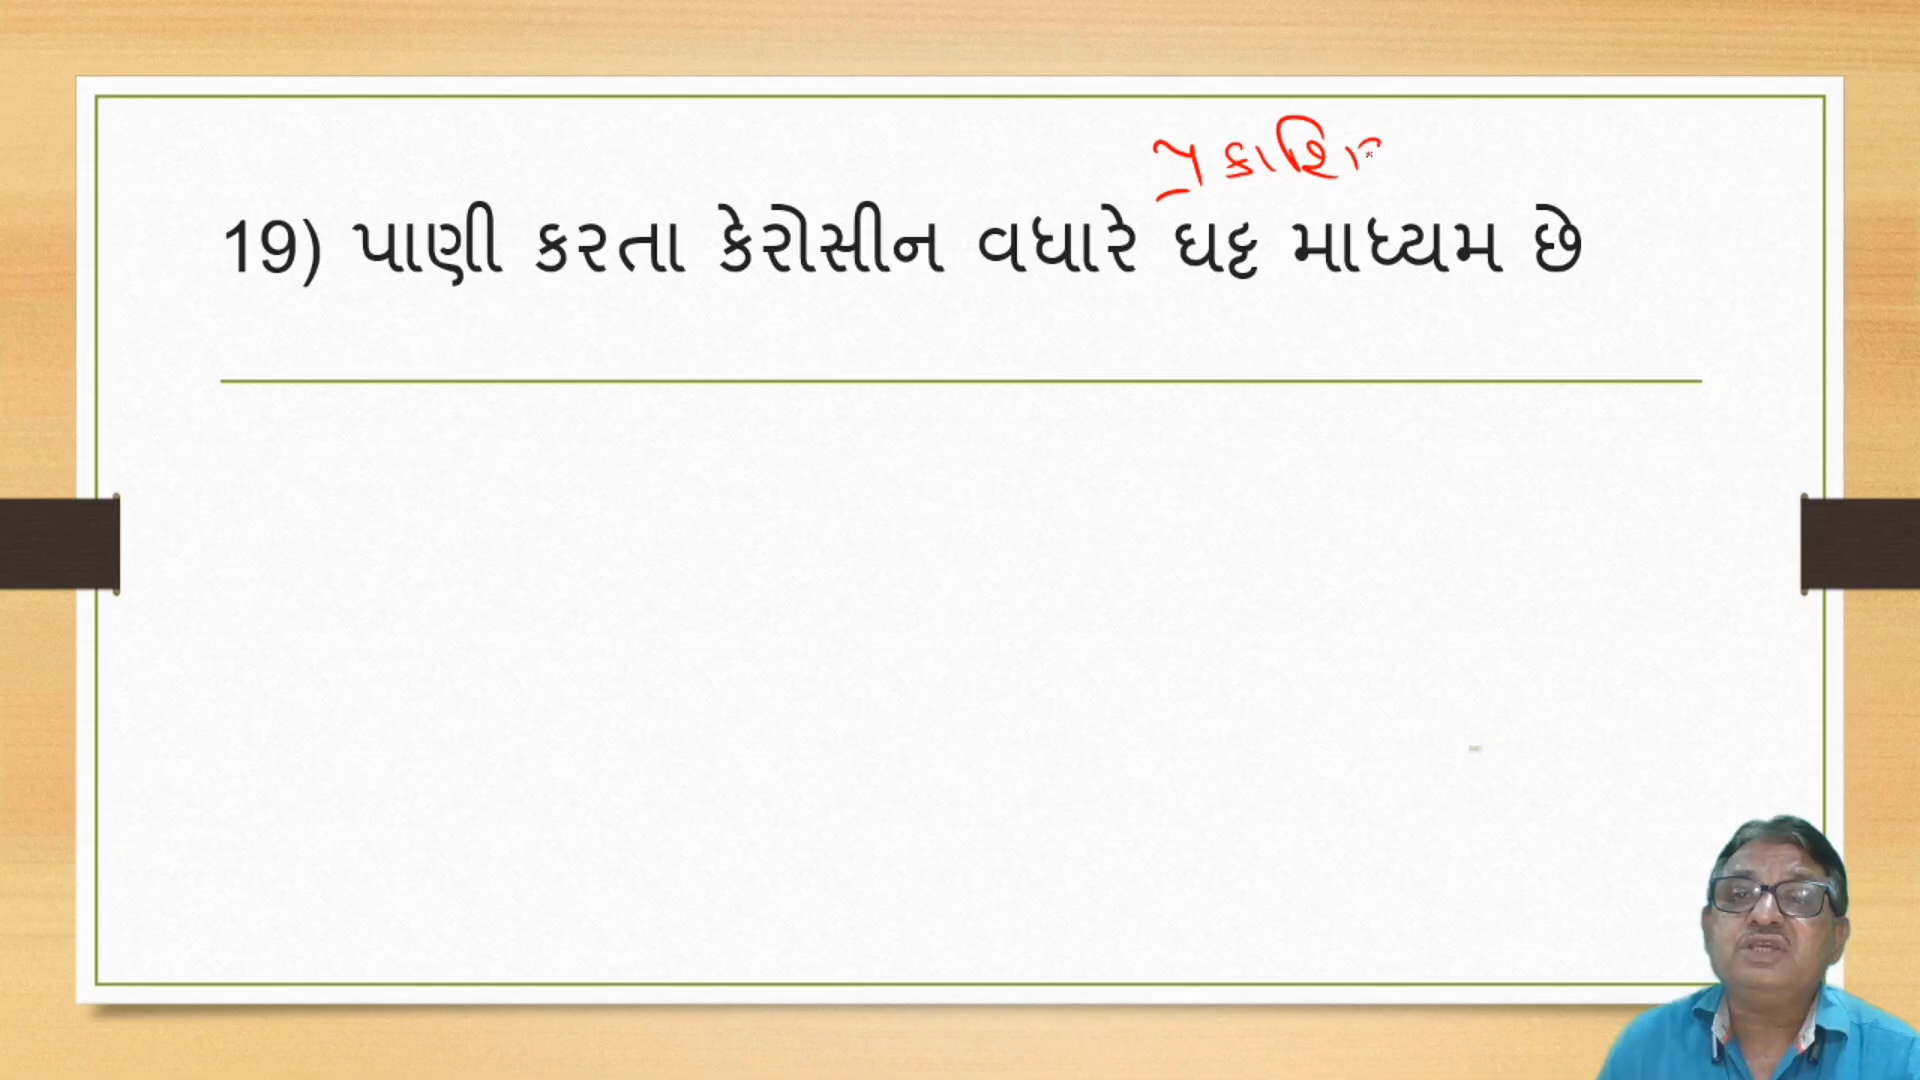 પ્રકાશિ
19) પાણી કરતા કેરોસીન વધારે ઘટ્ટ માધ્યમ છે